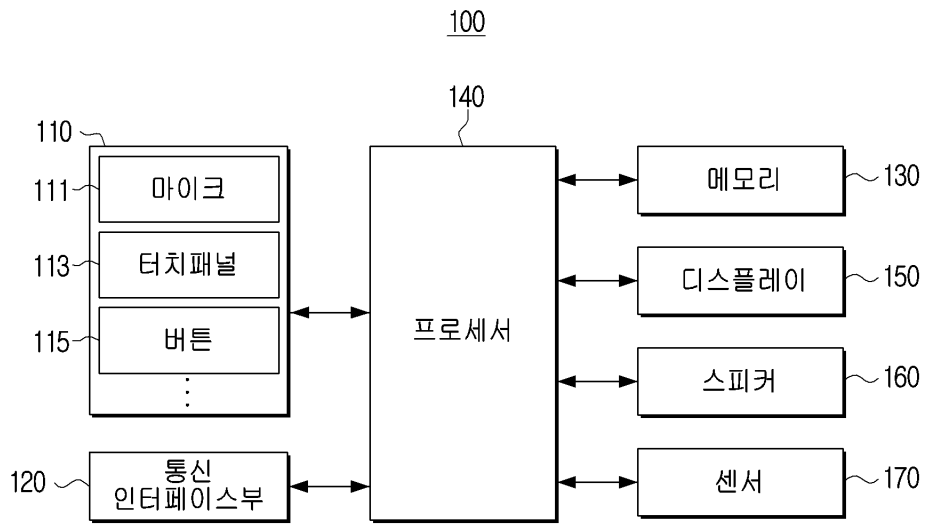 100
140
110
111
마이크
113
터치패널
115
버튼
120
통신
인터페이스부
프로세서
메모리
130
디스플레이
150
스피커
160
센서
170